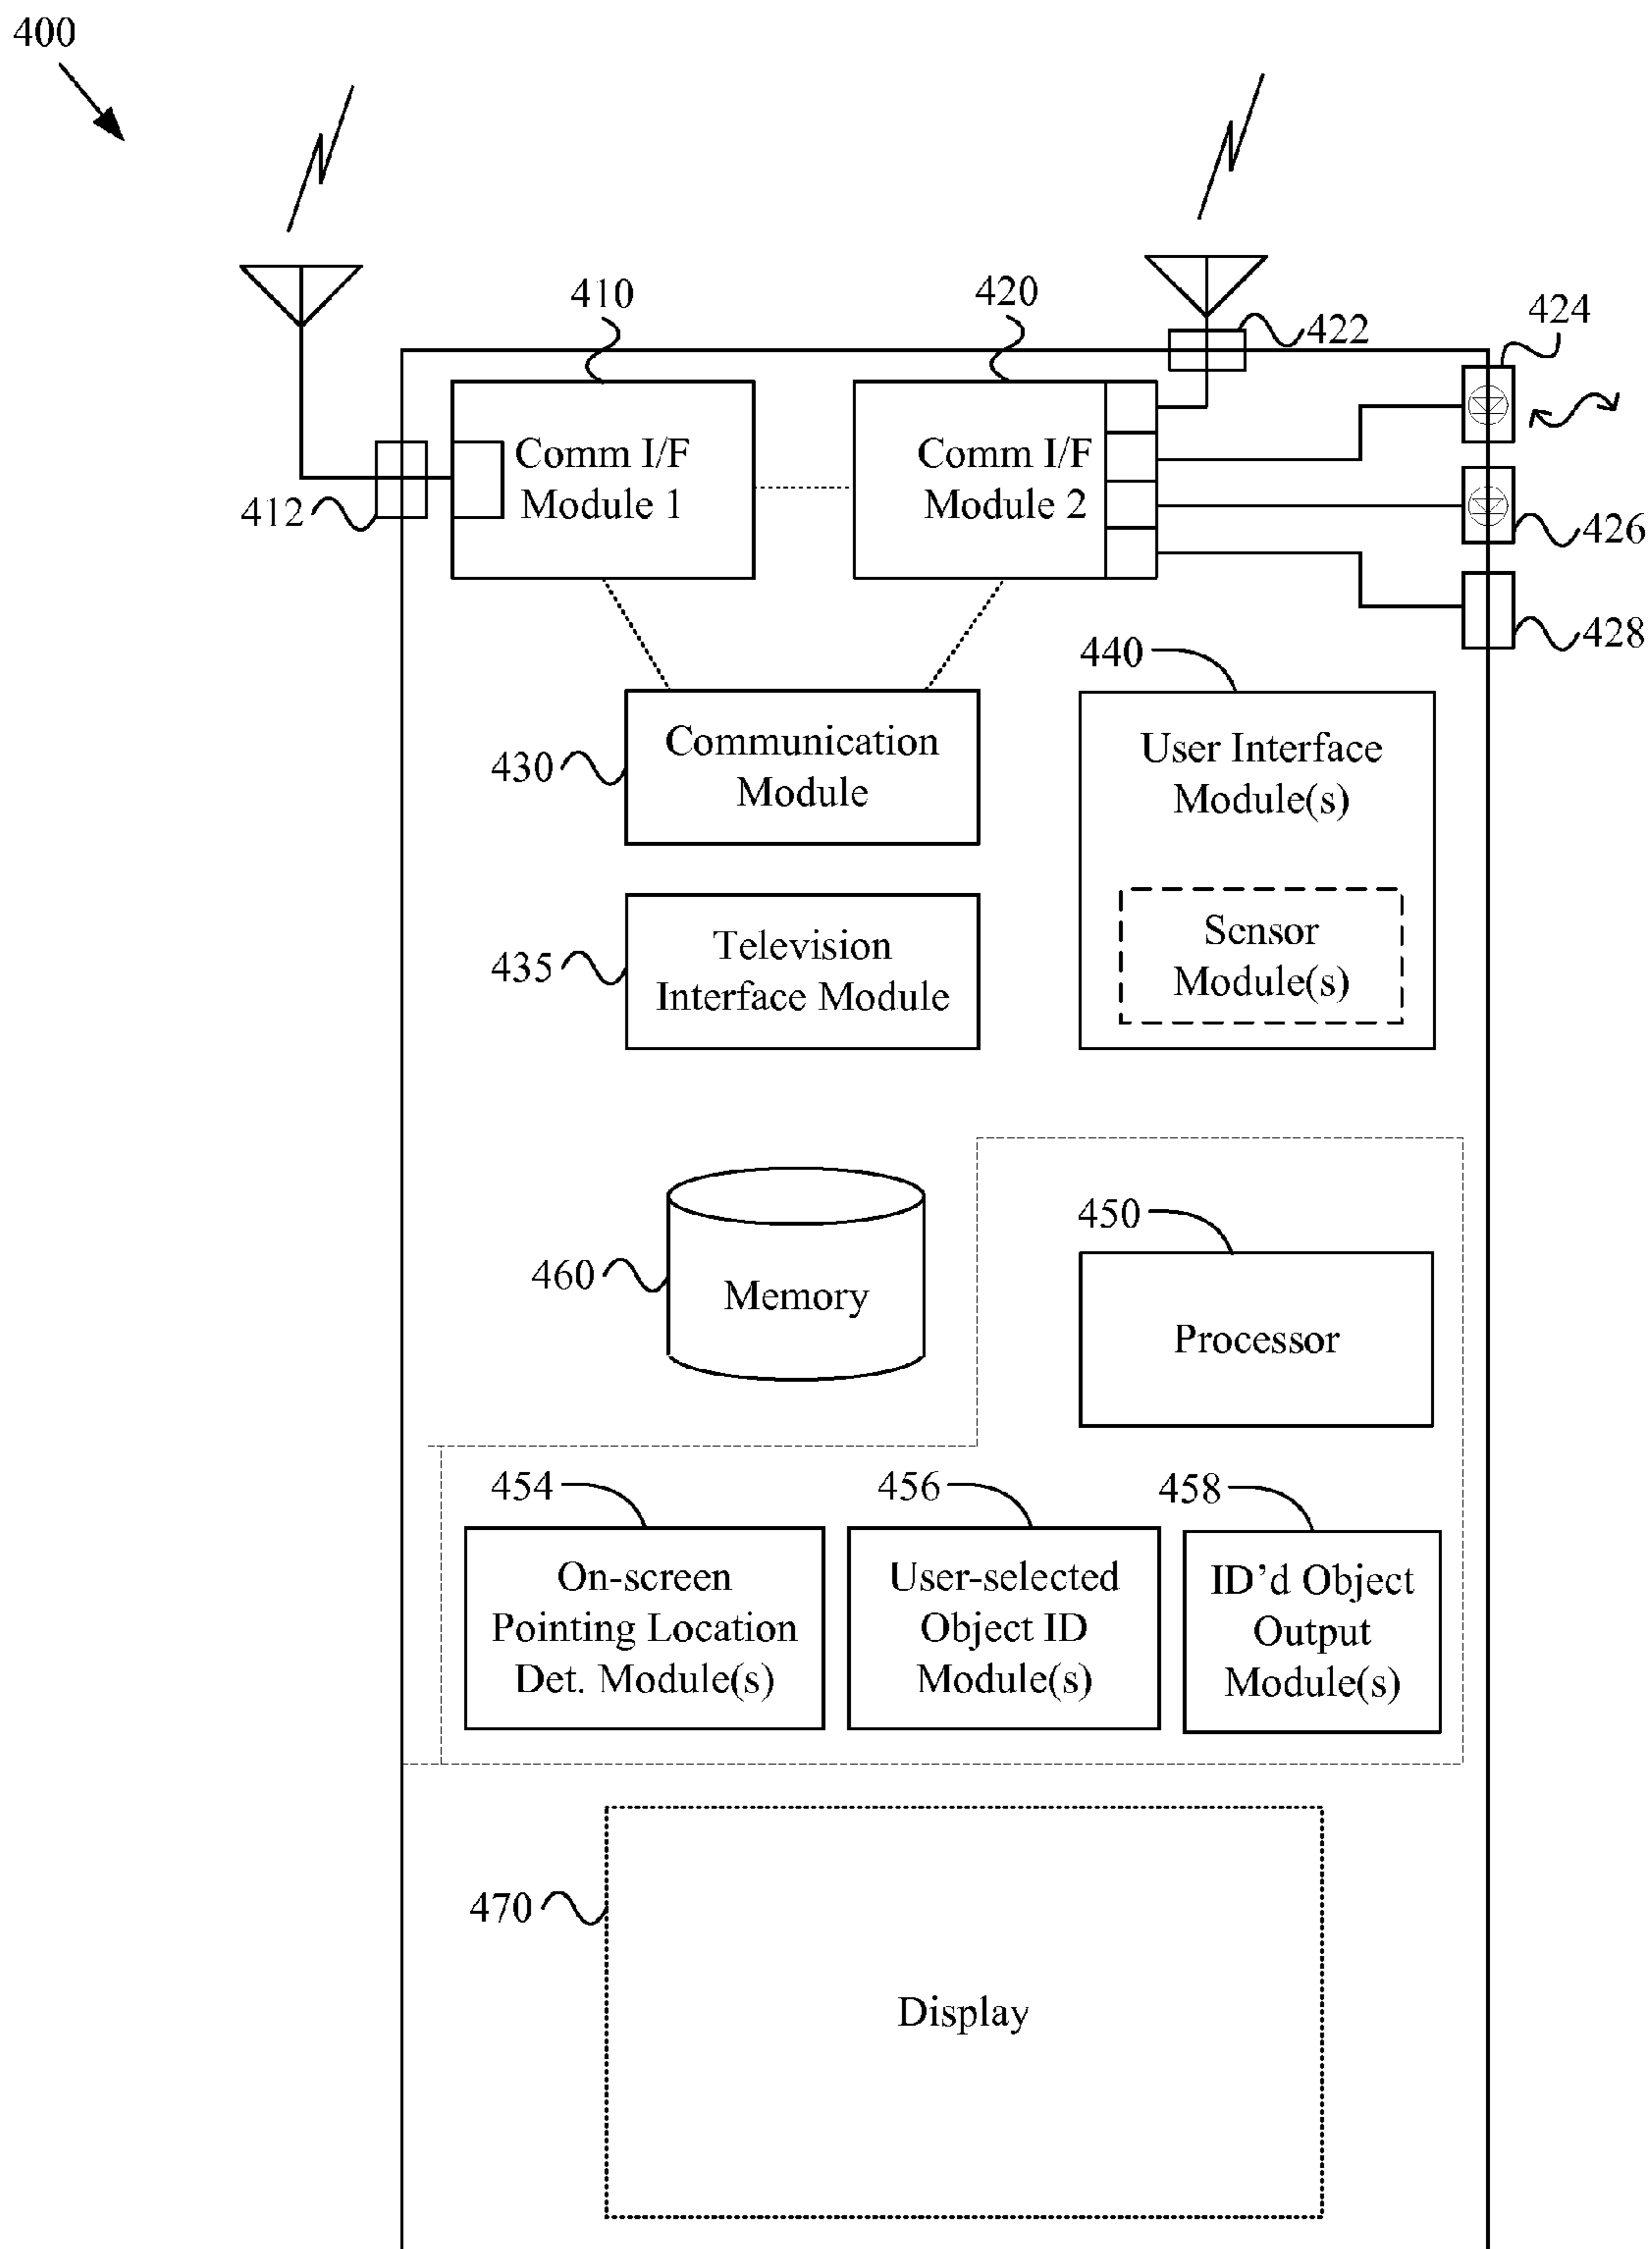 400
410
420
422
424
Comm I/F
Module 1
Comm I/F
Module 2
412
426
428
440
430
Communication
Module
User Interface
Module(s)
435
Television
Interface Module
Sensor
Module(s)
450
460
Memory
Processor
454
456
458
On-screen
Pointing Location
Det. Module(s)
User-selected
Object ID
Module(s)
ID’d Object
Output
Module(s)
470
Display